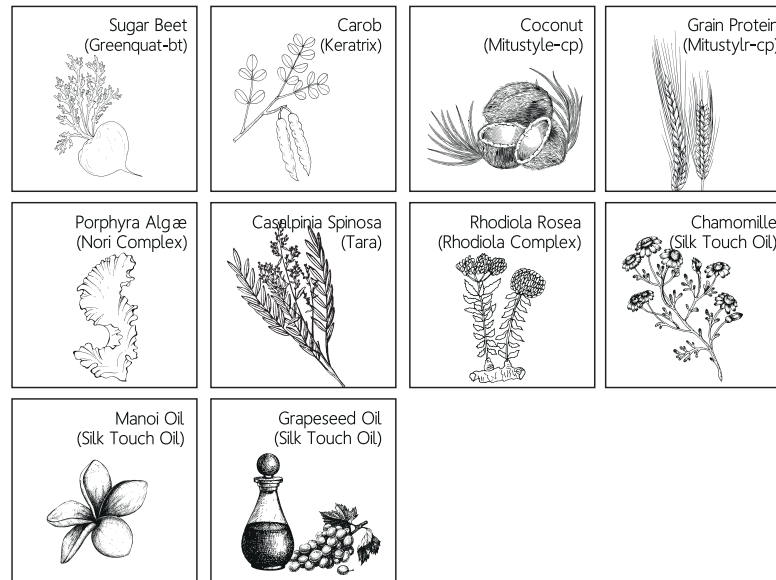 Sugar Beet
(Greenquat-bt)
Carob
(Keratrix)
Coconut
(Mitustyle-cp)
Grain Protein
(Mitustylr-cp)
Porphyra Algæ
(Nori Complex)
Casalpinia Spinosa
(Tara)
Rhodiola Rosea
(Rhodiola Complex)
Chamomille
(Silk Touch Oil)
Manoi Oil
(Silk Touch Oil)
Grapeseed Oil
(Silk Touch Oil)